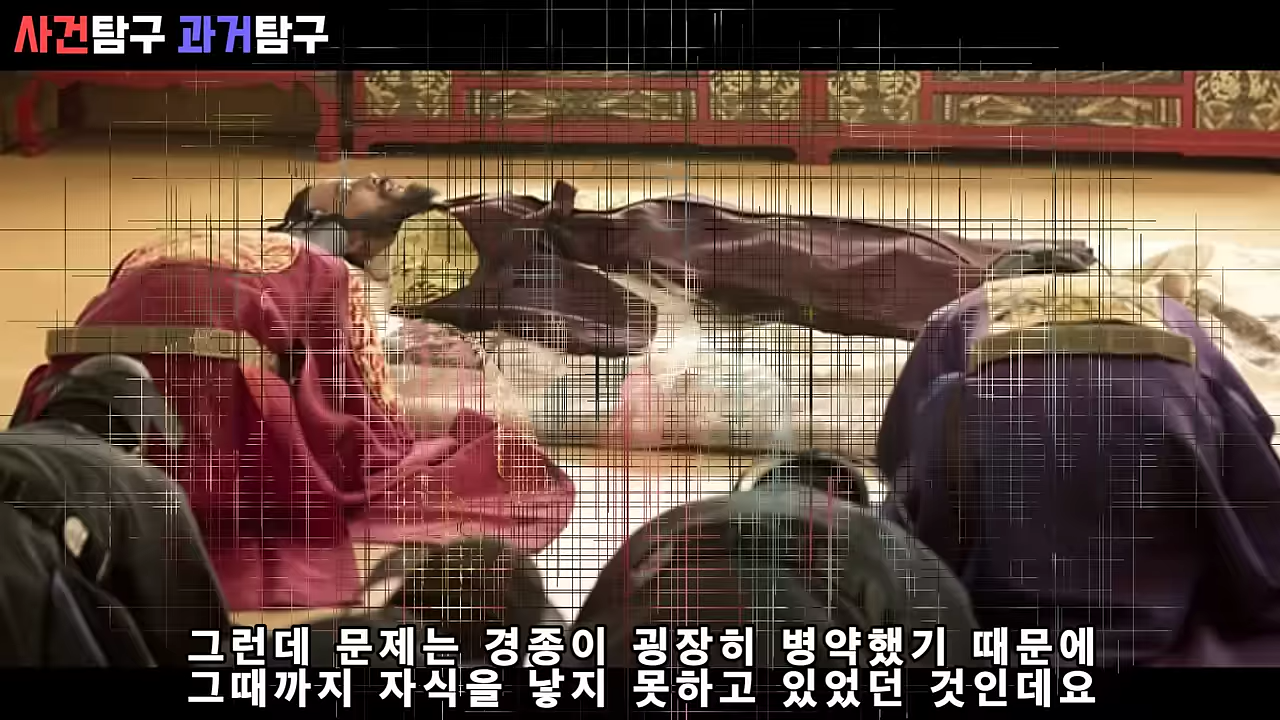 사건탐구 과거탐구
그런데 문제는 경종이 굉장히 병약했기 때문에
그때까지 자식을 낳지 못하고 있었던 것인데요